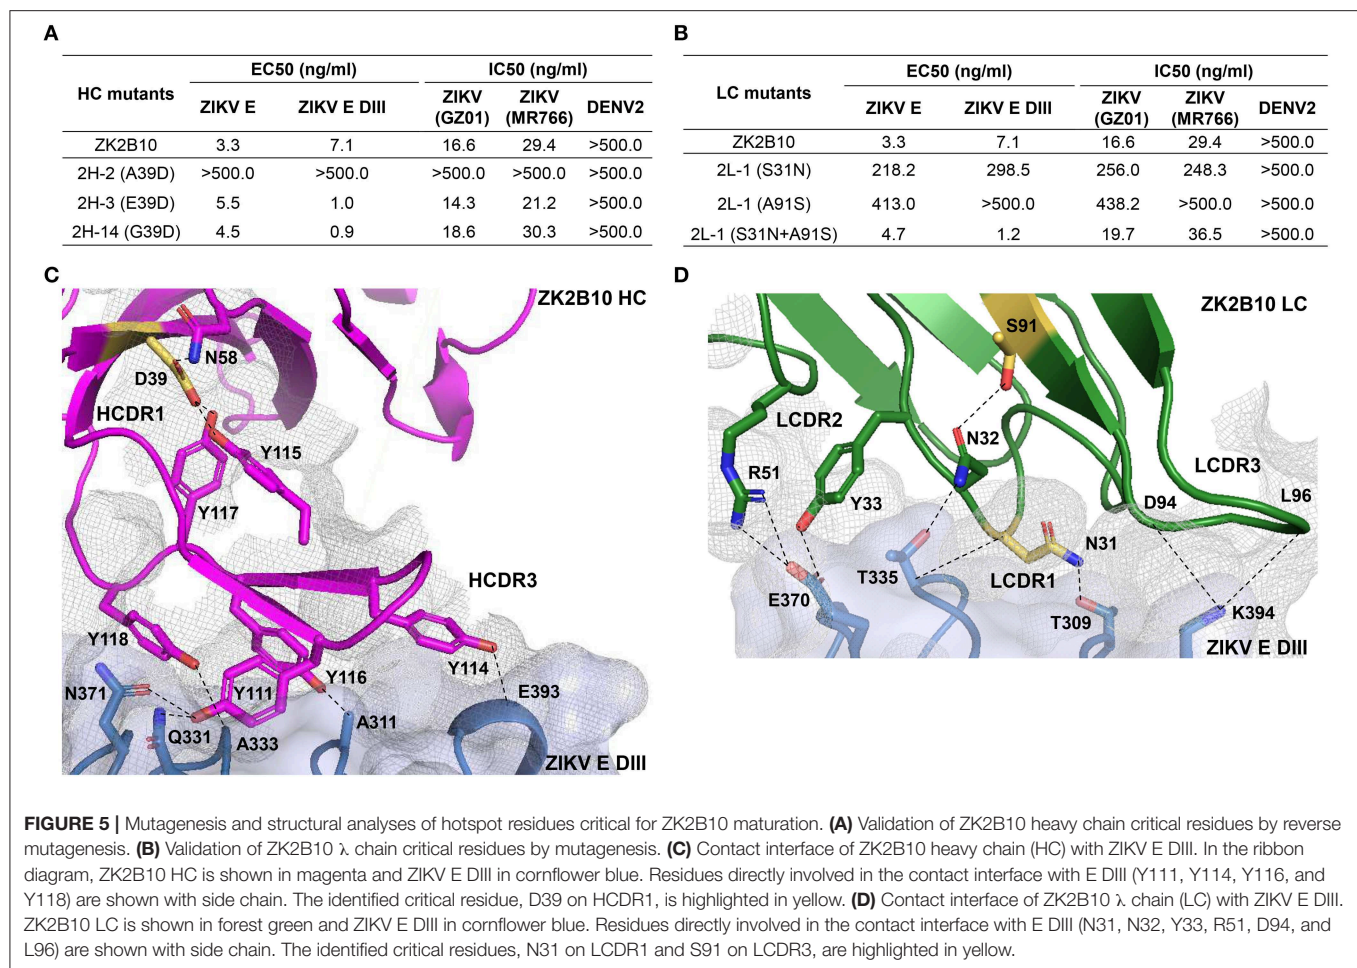 A
HC mutants EC50 (ng/ml) IC50 (ng/ml)
ZIKV E ZIKV E DIII ZIKV (GZ01) ZIKV (MR766) DENV2
ZK2B10 3.3 7.1 16.6 29.4 >500.0
2H-2 (A39D) >500.0 >500.0 >500.0 >500.0 >500.0
2H-3 (E39D) 5.5 1.0 14.3 21.2 >500.0
2H-14 (G39D) 4.5 0.9 18.6 30.3 >500.0
B
LC mutants EC50 (ng/ml) IC50 (ng/ml)
ZIKV E ZIKV E DIII ZIKV (GZ01) ZIKV (MR766) DENV2
ZK2B10 3.3 7.1 16.6 29.4 >500.0
2L-1 (S31N) 218.2 298.5 256.0 248.3 >500.0
2L-1 (A91S) 413.0 >500.0 438.2 >500.0 >500.0
2L-1 (S31N+A91S) 4.7 1.2 19.7 36.5 >500.0
C
ZK2B10 HC
N58
D39
HCDR1
Y115
Y117
HCDR3
Y118
Y114
Y116
Y111
N371
E393
A311
Q331
A333
ZIKV E DIII
D
ZK2B10 LC
S91
LCDR2
N32
LCDR3
R51
L96
Y33
D94
N31
T335
LCDR1
E370
K394
T309
ZIKV E DIII
FIGURE 5 | Mutagenesis and structural analyses of hotspot residues critical for ZK2B10 maturation. (A) Validation of ZK2B10 heavy chain critical residues by reverse
mutagenesis. (B) Validation of ZK2B10 λ chain critical residues by mutagenesis. (C) Contact interface of ZK2B10 heavy chain (HC) with ZIKV E DIII. In the ribbon
diagram, ZK2B10 HC is shown in magenta and ZIKV E DIII in cornflower blue. Residues directly involved in the contact interface with E DIII (Y111, Y114, Y116, and
Y118) are shown with side chain. The identified critical residue, D39 on HCDR1, is highlighted in yellow. (D) Contact interface of ZK2B10 λ chain (LC) with ZIKV E DIII.
ZK2B10 LC is shown in forest green and ZIKV E DIII in cornflower blue. Residues directly involved in the contact interface with E DIII (N31, N32, Y33, R51, D94, and
L96) are shown with side chain. The identified critical residues, N31 on LCDR1 and S91 on LCDR3, are highlighted in yellow.